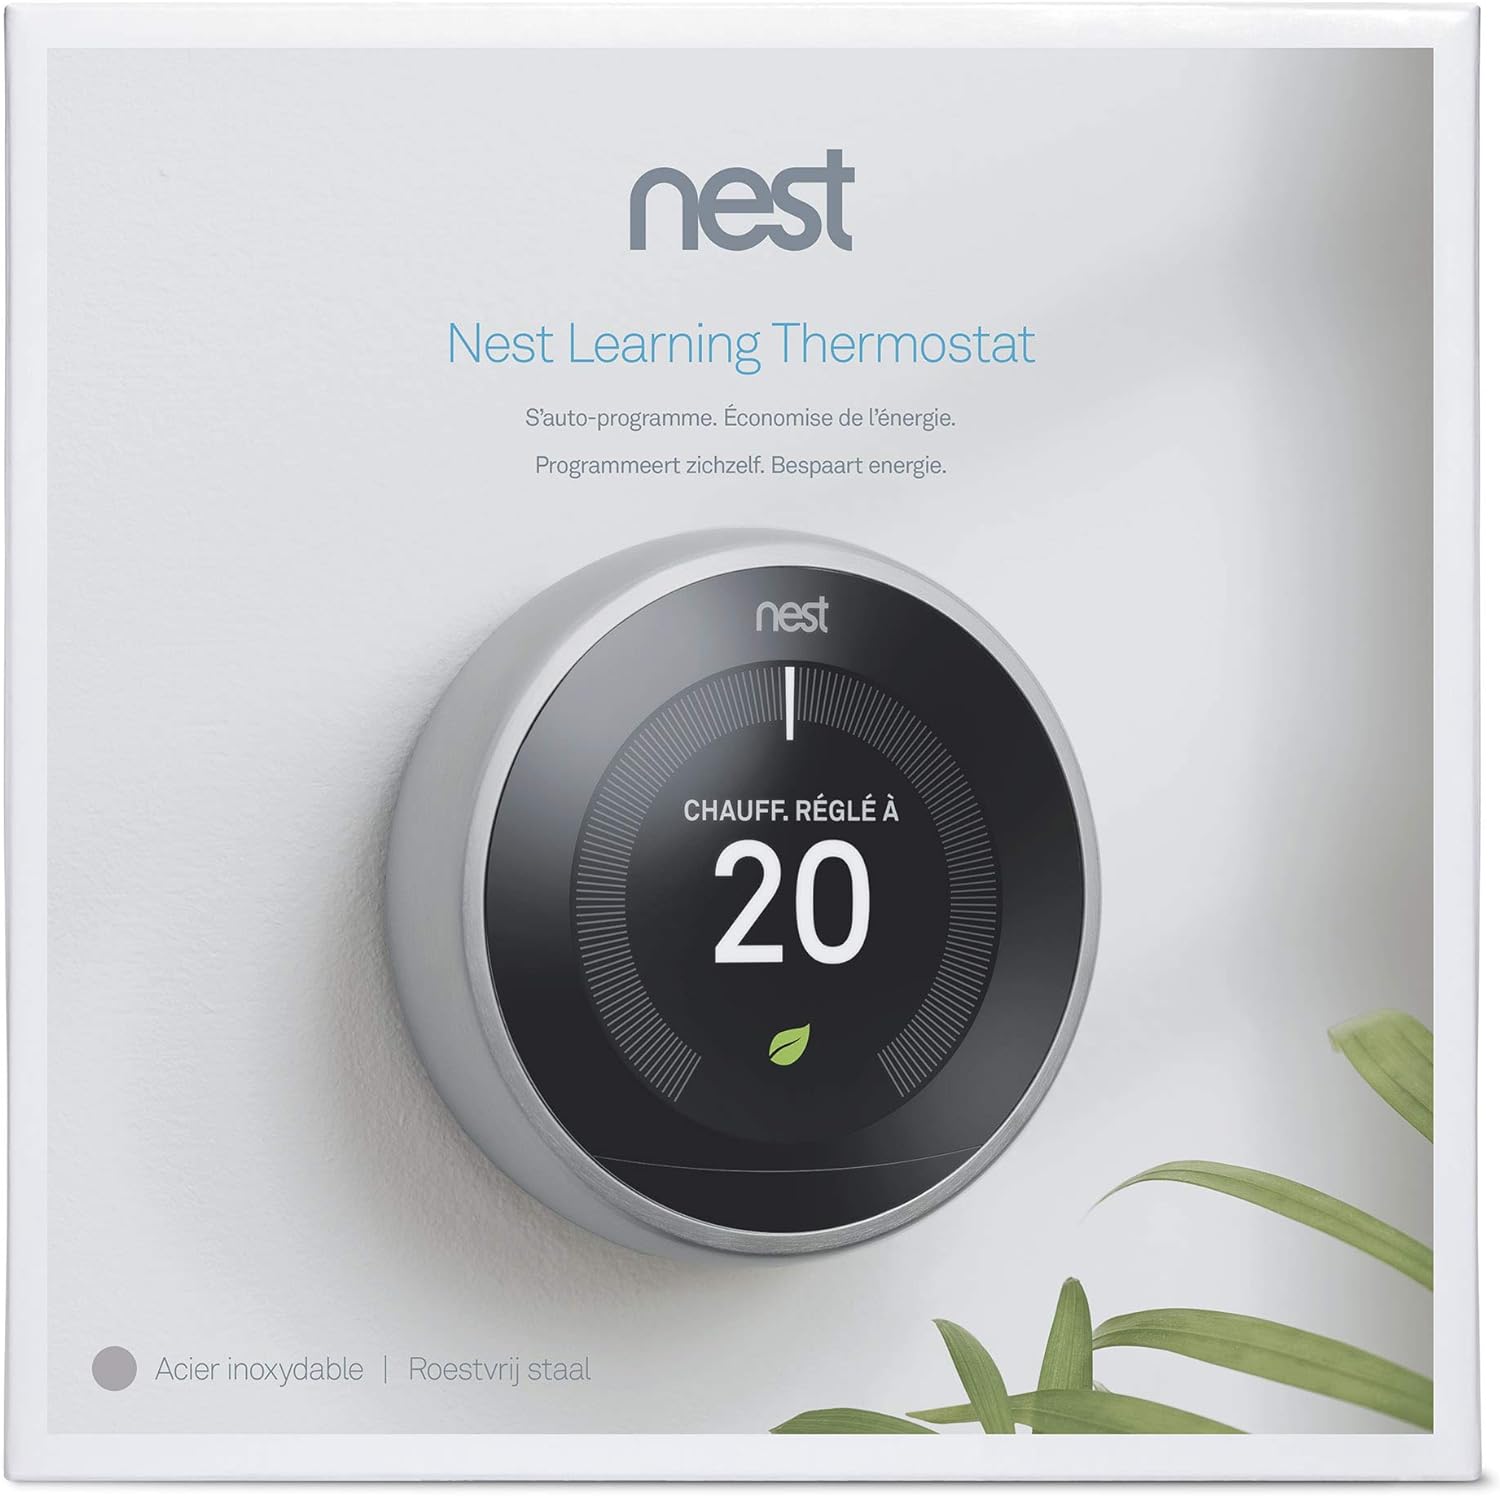 nest
Nest Learning Thermostat
S'auto-programme. Économise de l'énergie.
Programmeert zichzelf. Bespaart energie.
nest
CHAUFF. RÉGLÉ À
20
Acier inoxydable | Roestvrij staal